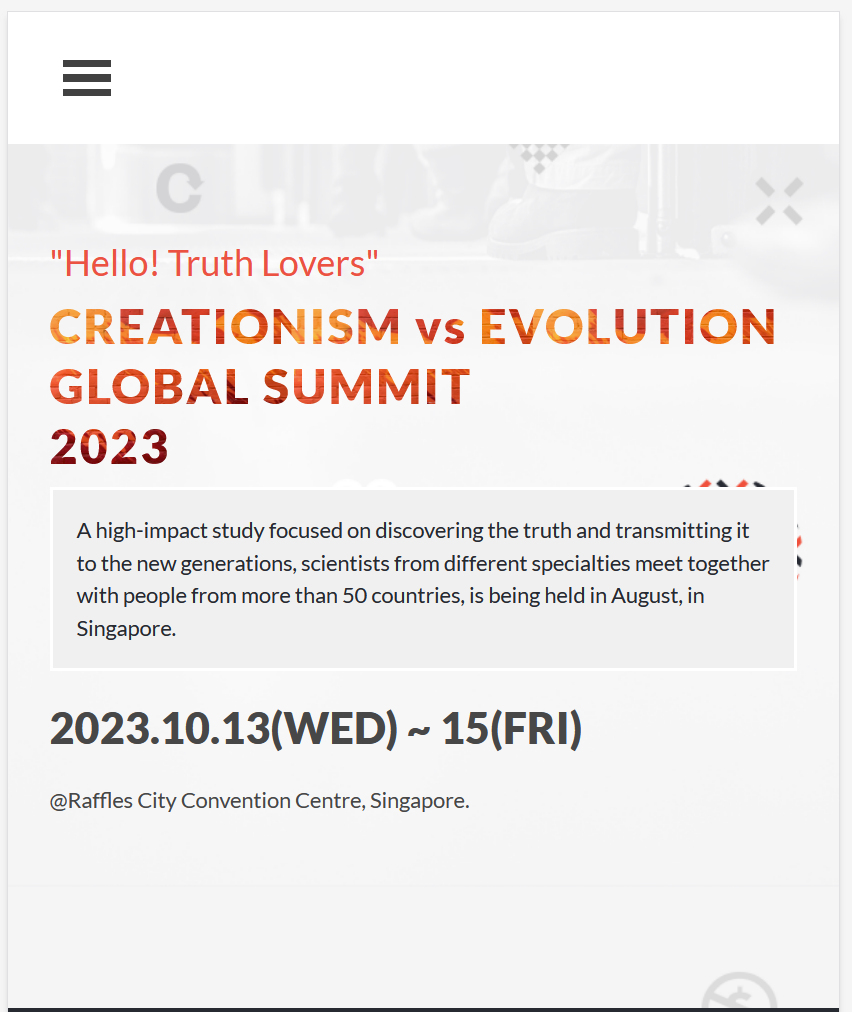 "Hello! Truth Lovers"
CREATIONISM vs EVOLUTION
GLOBAL SUMMIT
2023
A high-impact study focused on discovering the truth and transmitting it
to the new generations, scientists from different specialties meet together
with people from more than 50 countries, is being held in August, in
Singapore.
2023.10.13(WED) ~ 15(FRI)
@Raffles City Convention Centre, Singapore.